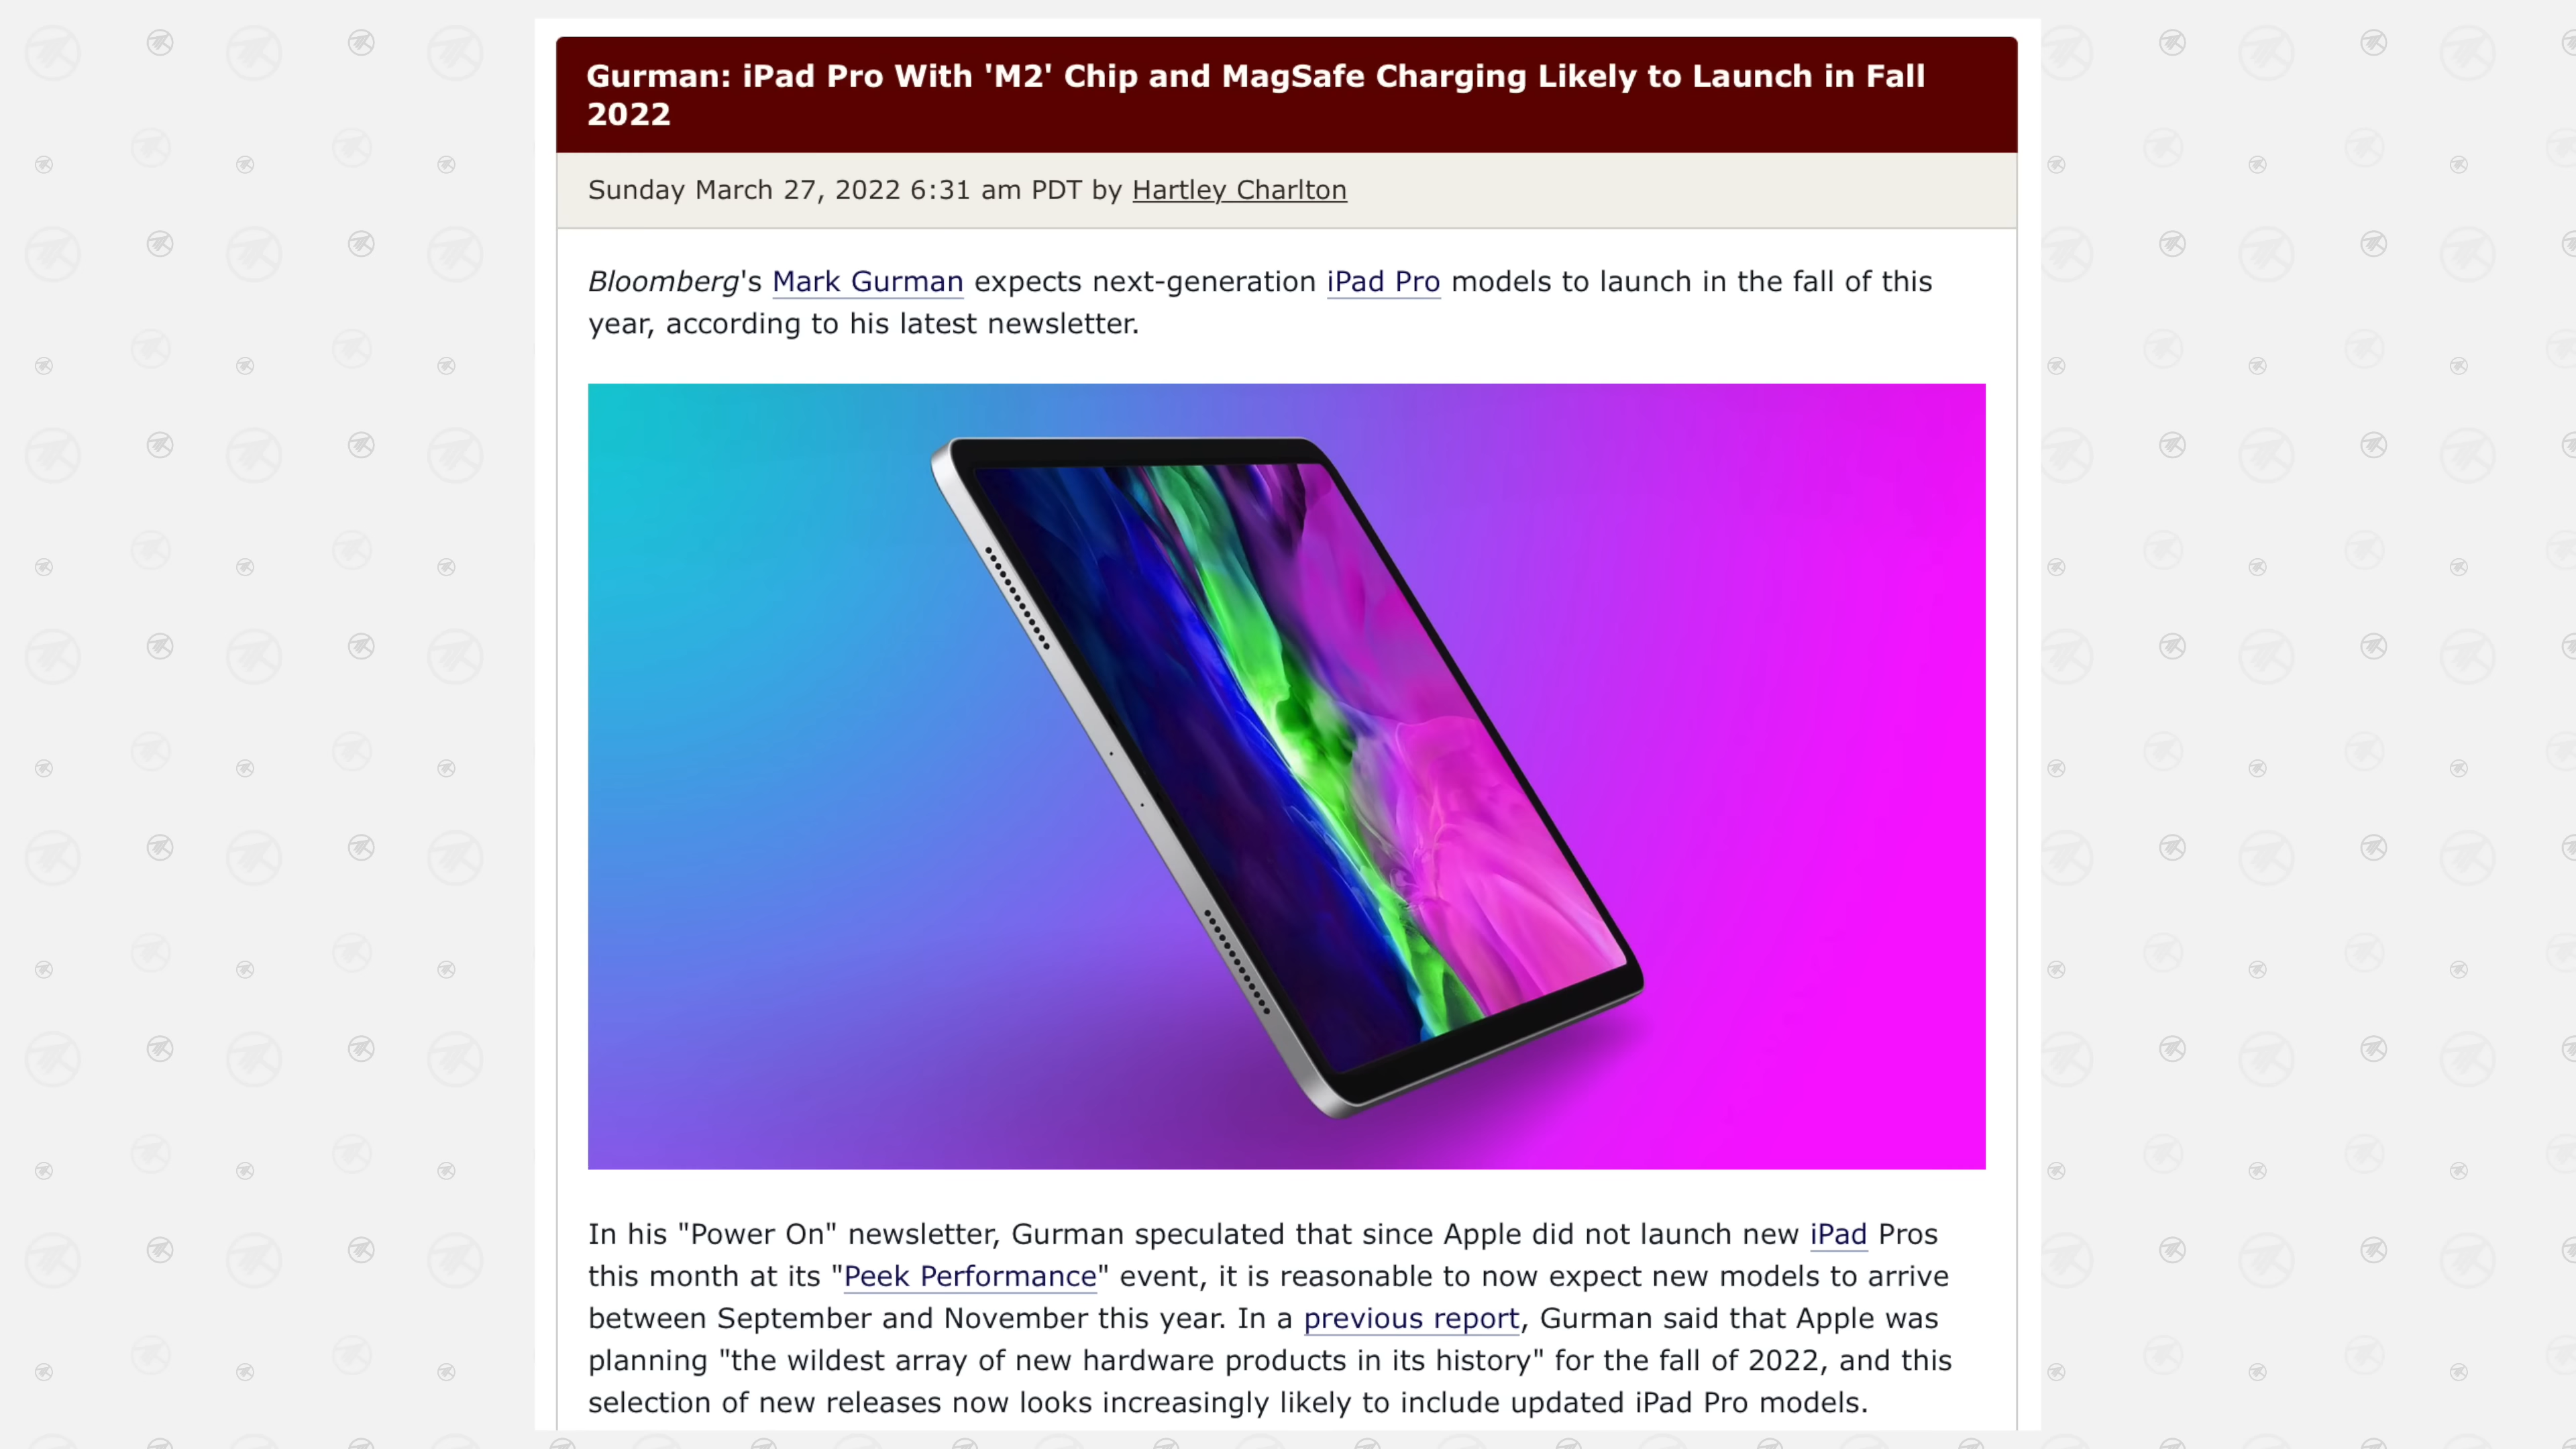 Gurman: iPad Pro With 'M2' Chip and MagSafe Charging Likely to Launch in Fall
2022
Sunday March 27, 2022 6:31 am PDT by Hartley Charlton
Bloomberg's Mark Gurman expects next-generation iPad Pro models to launch in the fall of this
year, according to his latest newsletter.
In his "Power On" newsletter, Gurman speculated that since Apple did not launch new iPad Pros
this month at its "Peek Performance" event, it is reasonable to now expect new models to arrive
between September and November this year. In a previous report, Gurman said that Apple was
planning "the wildest array of new hardware products in its history" for the fall of 2022, and this
selection of new releases now looks increasingly likely to include updated iPad Pro models.